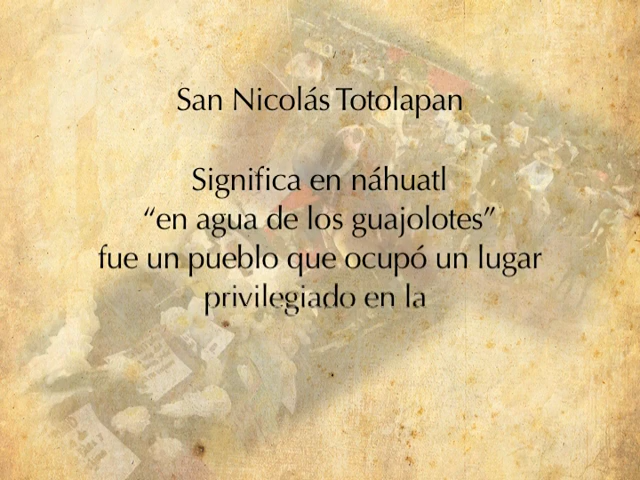 San Nicolás Totolapan
Significa en náhuatl
“en agua de los guajolotes”
fue un pueblo que ocupó un lugar
privilegiado en la